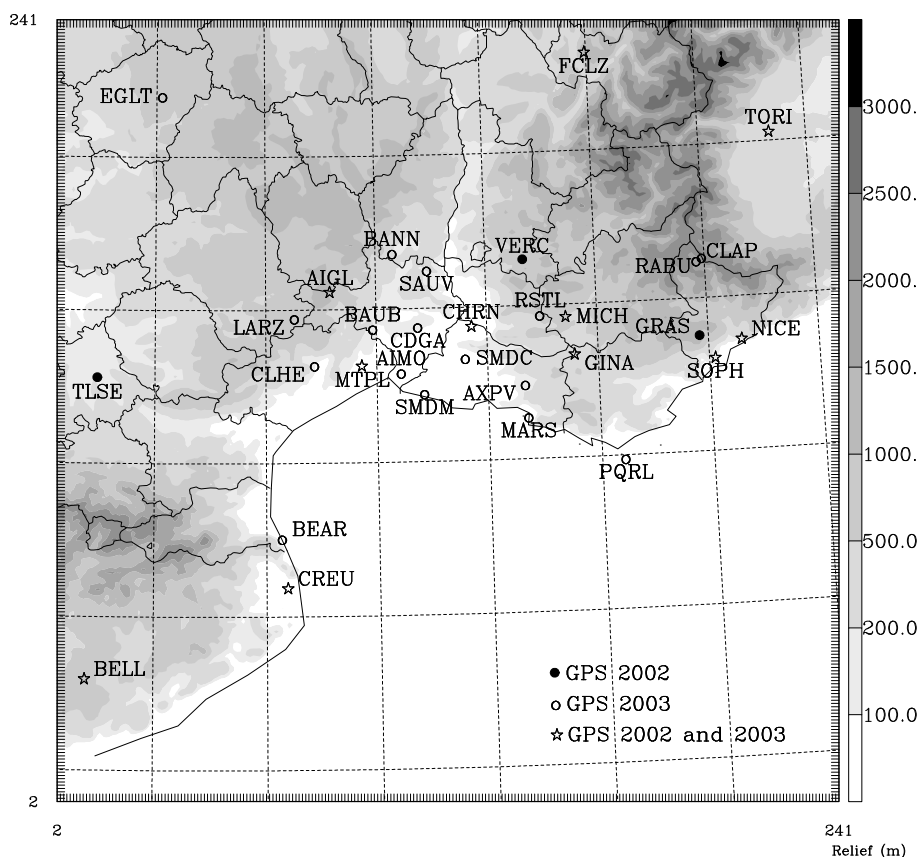 241
FCLZ
EGLT
3000.
TORI
2500.
BANN
VERC
CLAP
RABU
AIGL
SAUV
2000.
RSTL
BAUB
CHRN
MICH
LARZ
CDGA
GRAS
NICE
AIMO
SMDC
GINA
1500.
CLHE
MTPL
SOPH
TLSE
AXPV
SMDM
MARS
1000.
PQRL
BEAR
500.0
CREU
200.0
BELL
GPS 2002
GPS 2003
100.0
GPS 2002 and 2003
2
2
241
Relief (m)